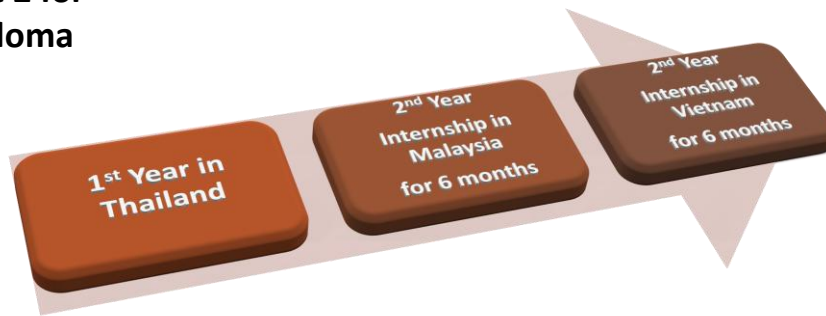 for
loma
1st Year in
Thailand
2nd Year
Internship in
Malaysia
for 6 months
2nd Year
Internship in
Vietnam
for 6 months